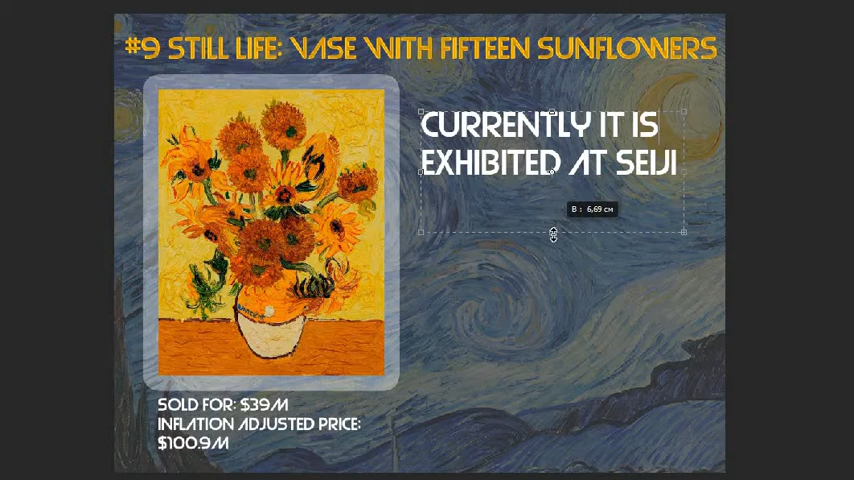 #9 STILL LIFE: VASE WITH FIFTEEN SUNFLOWERS
CURRENTLY IT IS
EXHIBITED AT SEIJI
В : 6,69 см
SOLD FOR: $39M
INFLATION ADJUSTED PRICE:
$100.9M